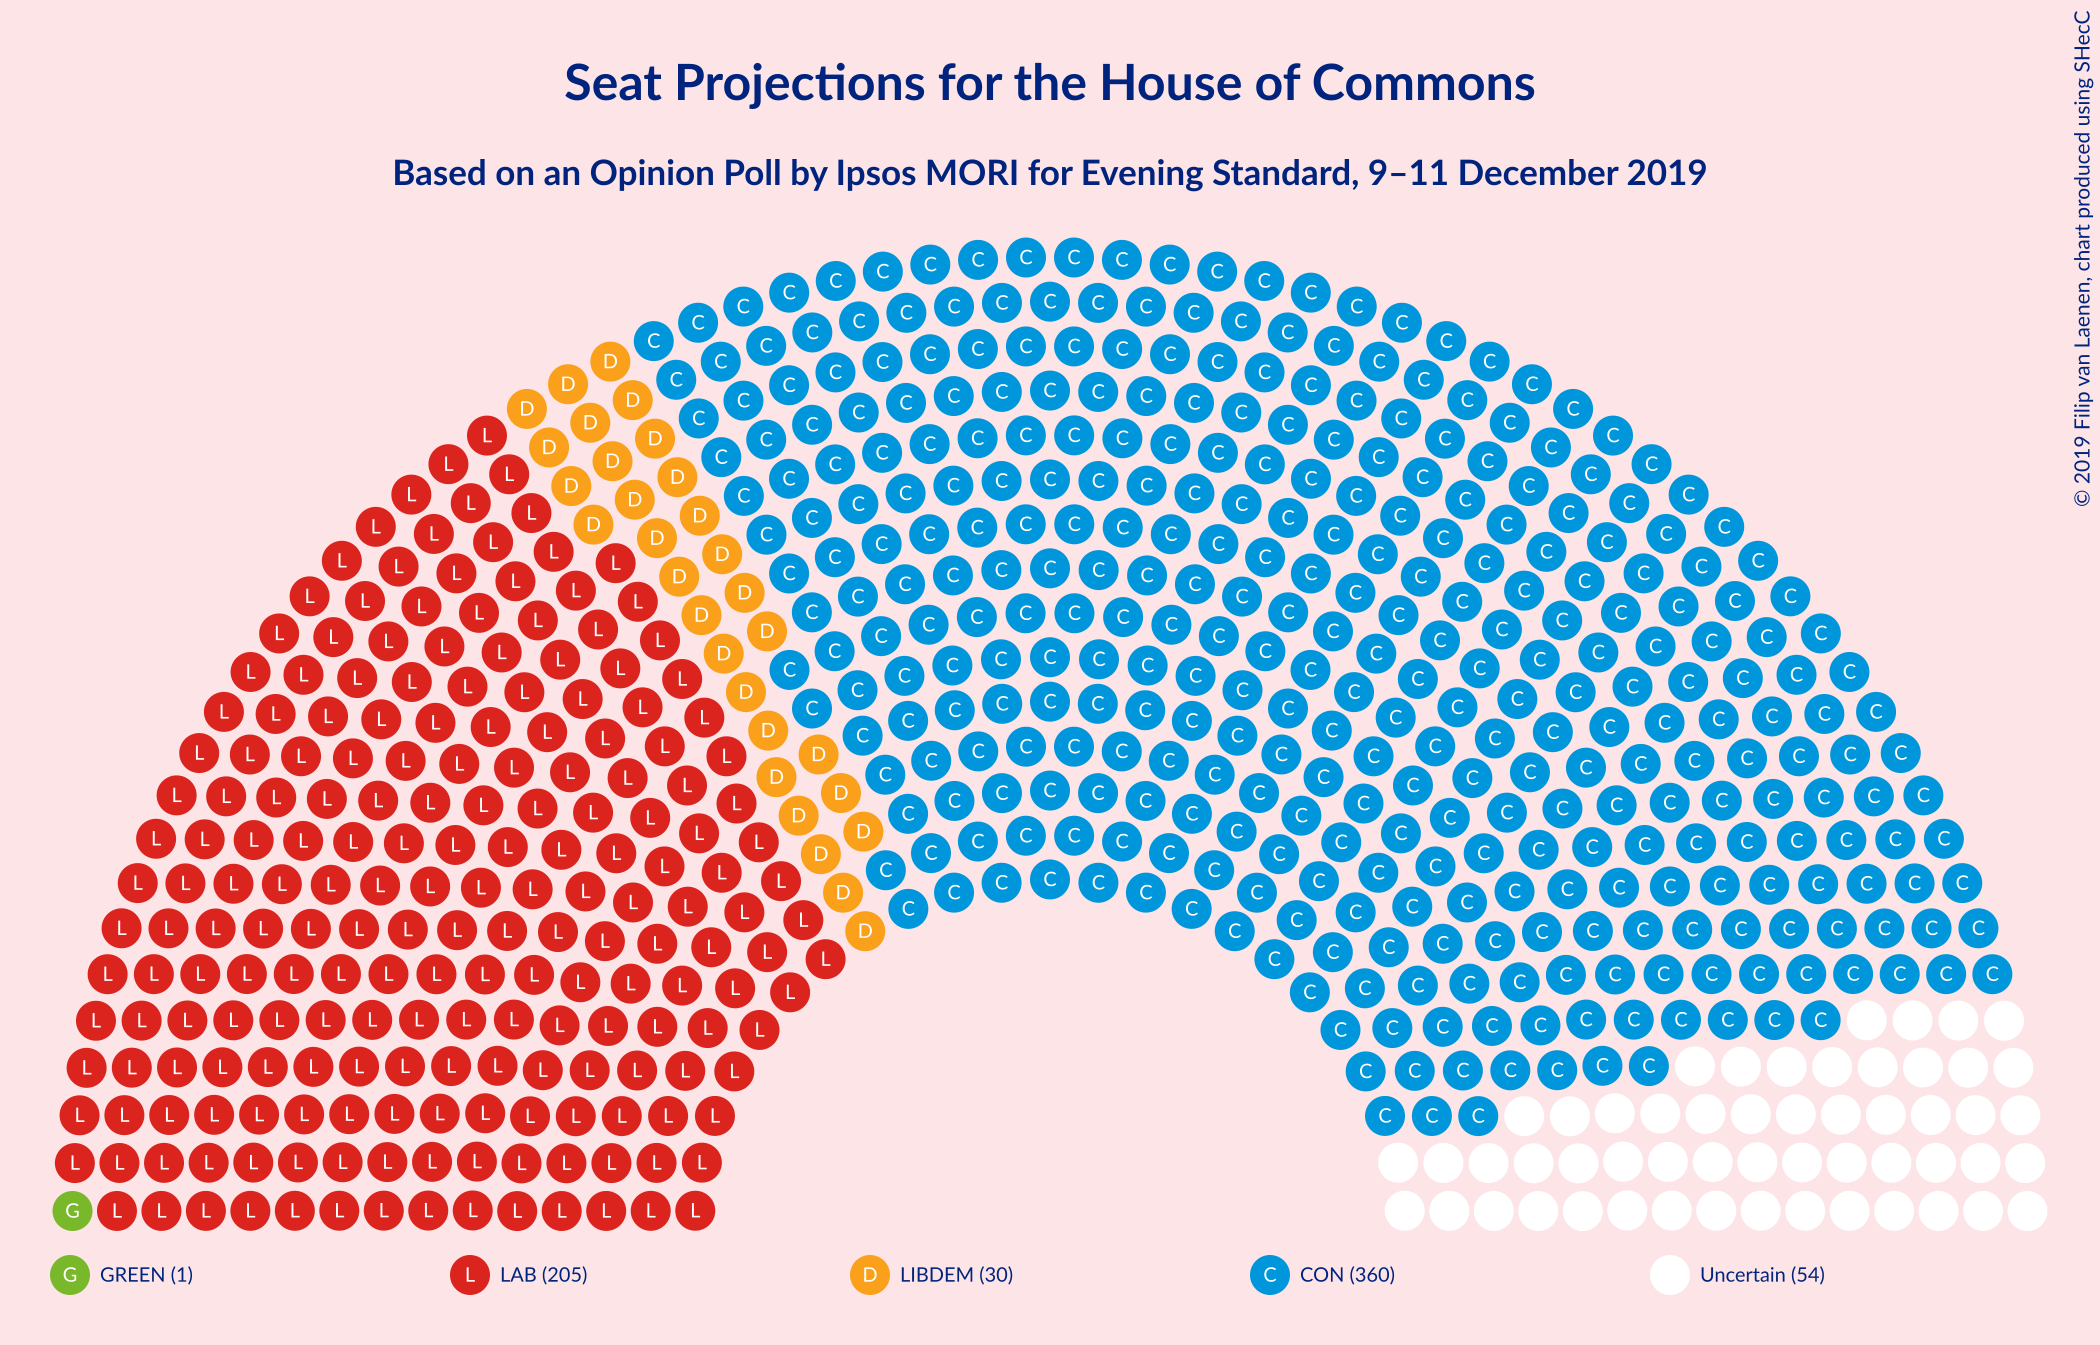 Seat Projections for the House of Commons
Based on an Opinion Poll by Ipsos MORI for Evening Standard, 9–11 December 2019
© 2019 Filip van Laenen, chart produced using SHecC
G GREEN (1)
L LAB (205)
D LIBDEM (30)
C CON (360)
Uncertain (54)